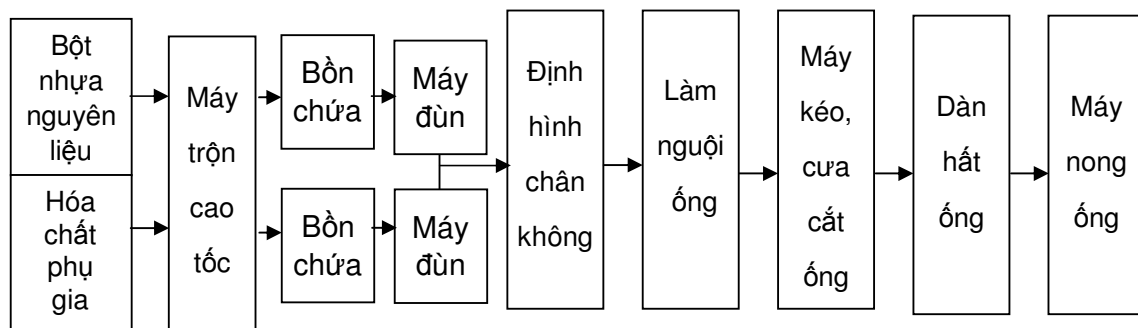 Bột
nhựa
nguyên
liệu
Hóa
chất
phụ
gia
Máy
trộn
cao
tốc
Bồn
chứa
Máy
đùn
Bồn
chứa
Máy
đùn
Định
hình
chân
không
Làm
nguội
ống
Máy
kéo,
cưa
cắt
ống
Dàn
hất
ống
Máy
nong
ống